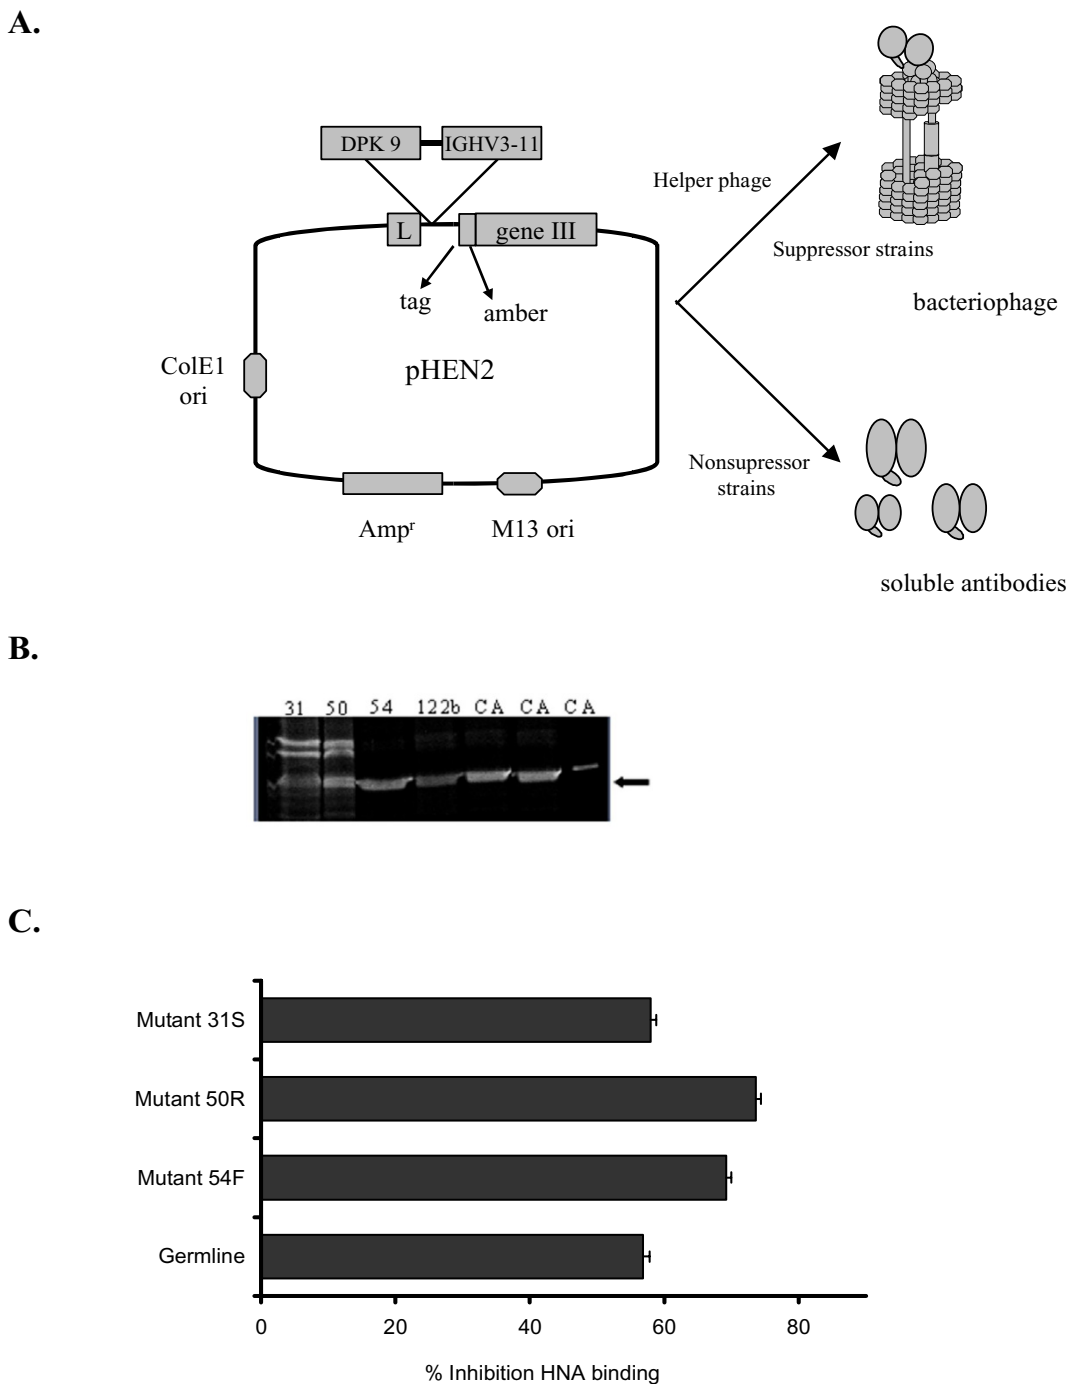 A.
DPK 9
IGHV3-11
Helper phage
L
gene III
Suppressor strains
tag
amber
bacteriophage
ColE1
ori
pHEN2
Nonsupressor
strains
Ampʳ
M13 ori
soluble antibodies
B.
31 50 54 122b CA CA CA
C.
Mutant 31S
Mutant 50R
Mutant 54F
Germline
0 20 40 60 80
% Inhibition HNA binding